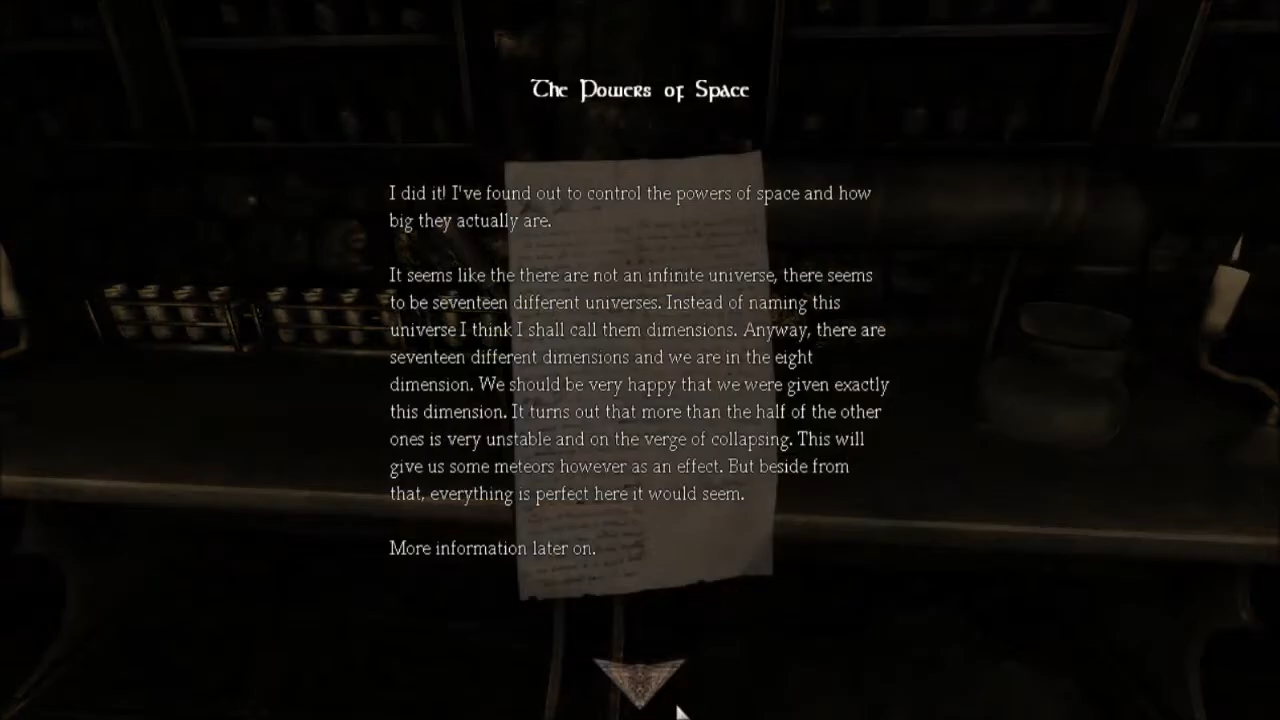 The Powers of Space
I did it! I've found out to control the powers of space and how
big they actually are.
It seems like the there are not an infinite universe, there seems
to be seventeen different universes. Instead of naming this
universe I think I shall call them dimensions. Anyway, there are
seventeen different dimensions and we are in the eight
dimension. We should be very happy that we were given exactly
this dimension. It turns out that more than the half of the other
ones is very unstable and on the verge of collapsing. This will
give us some meteors however as an effect. But beside from
that, everything is perfect here it would seem.
More information later on.